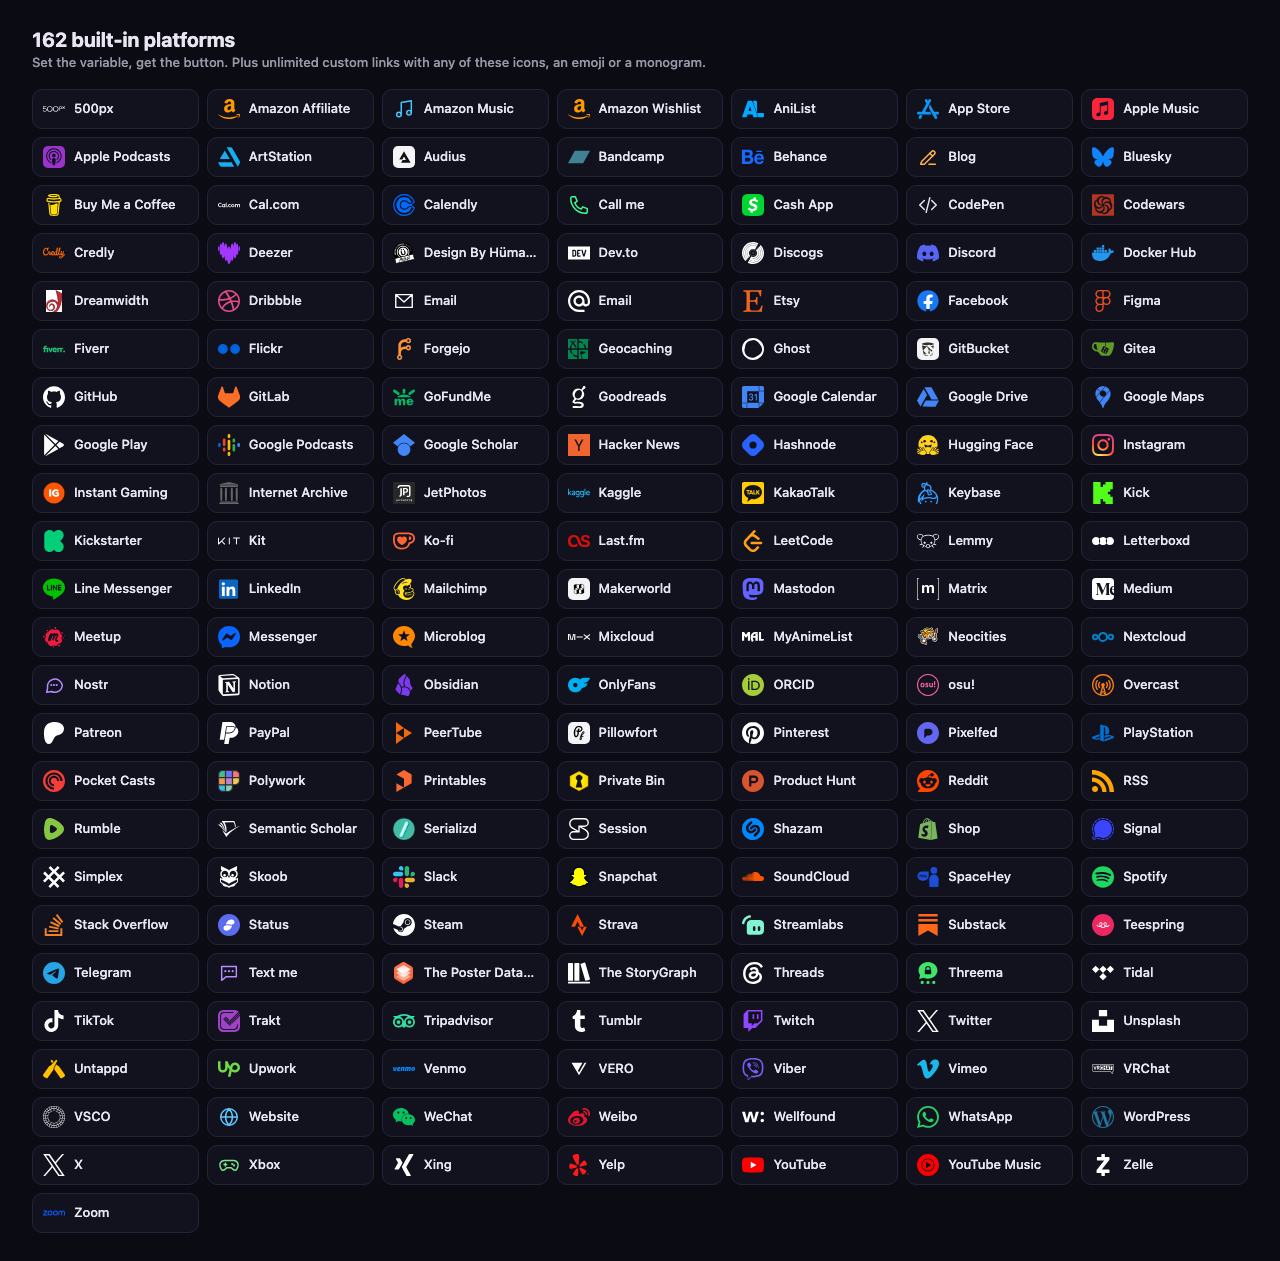 162 built-in platforms
Set the variable, get the button. Plus unlimited custom links with any of these icons, an emoji or a monogram.
500px Amazon Affiliate Amazon Music Amazon Wishlist AniList App Store Apple Music
Apple Podcasts ArtStation Audius Bandcamp Behance Blog Bluesky
Buy Me a Coffee Cal.com Calendly Call me Cash App CodePen Codewars
Credly Deezer Design By Hüma... Dev.to Discogs Discord Docker Hub
Dreamwidth Dribbble Email Email Etsy Facebook Figma
Fiverr Flickr Forgejo Geocaching Ghost GitBucket Gitea
GitHub GitLab GoFundMe Goodreads Google Calendar Google Drive Google Maps
Google Play Google Podcasts Google Scholar Hacker News Hashnode Hugging Face Instagram
Instant Gaming Internet Archive JetPhotos Kaggle KakaoTalk Keybase Kick
Kickstarter Kit Ko-fi Last.fm LeetCode Lemmy Letterboxd
Line Messenger LinkedIn Mailchimp Makerworld Mastodon Matrix Medium
Meetup Messenger Microblog Mixcloud MyAnimeList Neocities Nextcloud
Nostr Notion Obsidian OnlyFans ORCID osu! Overcast
Patreon PayPal PeerTube Pillowfort Pinterest Pixelfed PlayStation
Pocket Casts Polywork Printables Private Bin Product Hunt Reddit RSS
Rumble Semantic Scholar Serializd Session Shazam Shop Signal
Simplex Skoob Slack Snapchat SoundCloud SpaceHey Spotify
Stack Overflow Status Steam Strava Streamlabs Substack Teespring
Telegram Text me The Poster Data... The StoryGraph Threads Threema Tidal
TikTok Trakt Tripadvisor Tumblr Twitch Twitter Unsplash
Untappd Upwork Venmo VERO Viber Vimeo VRChat
VSCO Website WeChat Weibo Wellfound WhatsApp WordPress
X Xbox Xing Yelp YouTube YouTube Music Zelle
Zoom